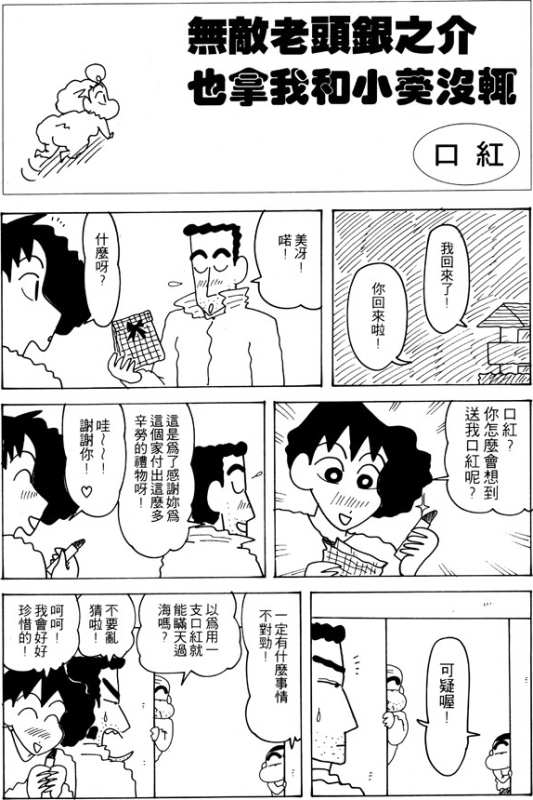 無敵老頭銀之介
也拿我和小葵沒輒
口紅
我回來了！
你回來啦！
美冴！
喏！
什麼呀？
口紅？
你怎麼會想到
送我口紅呢？
這是為了感謝妳為
這個家付出這麼多
辛勞的禮物呀！
哇～～！
謝謝你！♡
可疑喔！
一定有什麼事情
不對勁！
以為用一
支口紅就
能瞞天過
海嗎？
不要亂
猜啦！
呵呵！
我會好好
珍惜的！